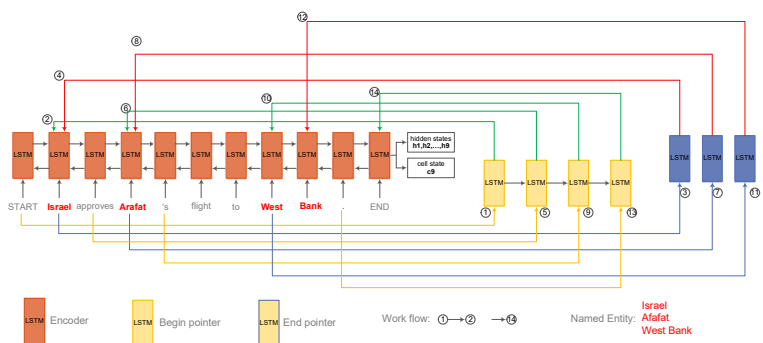 12
8
4
14
10
2
6
hidden states
h1,h2,...,h9
cell state
c9
LSTM LSTM LSTM LSTM LSTM LSTM LSTM LSTM LSTM LSTM
LSTM LSTM LSTM LSTM
LSTM LSTM LSTM
START Israel approves Arafat 's flight to West Bank . END
1 5 9 13
3 7 11
LSTM Encoder
LSTM Begin pointer
LSTM End pointer
Work flow: 1 2 14
Named Entity:
Israel
Afafat
West Bank